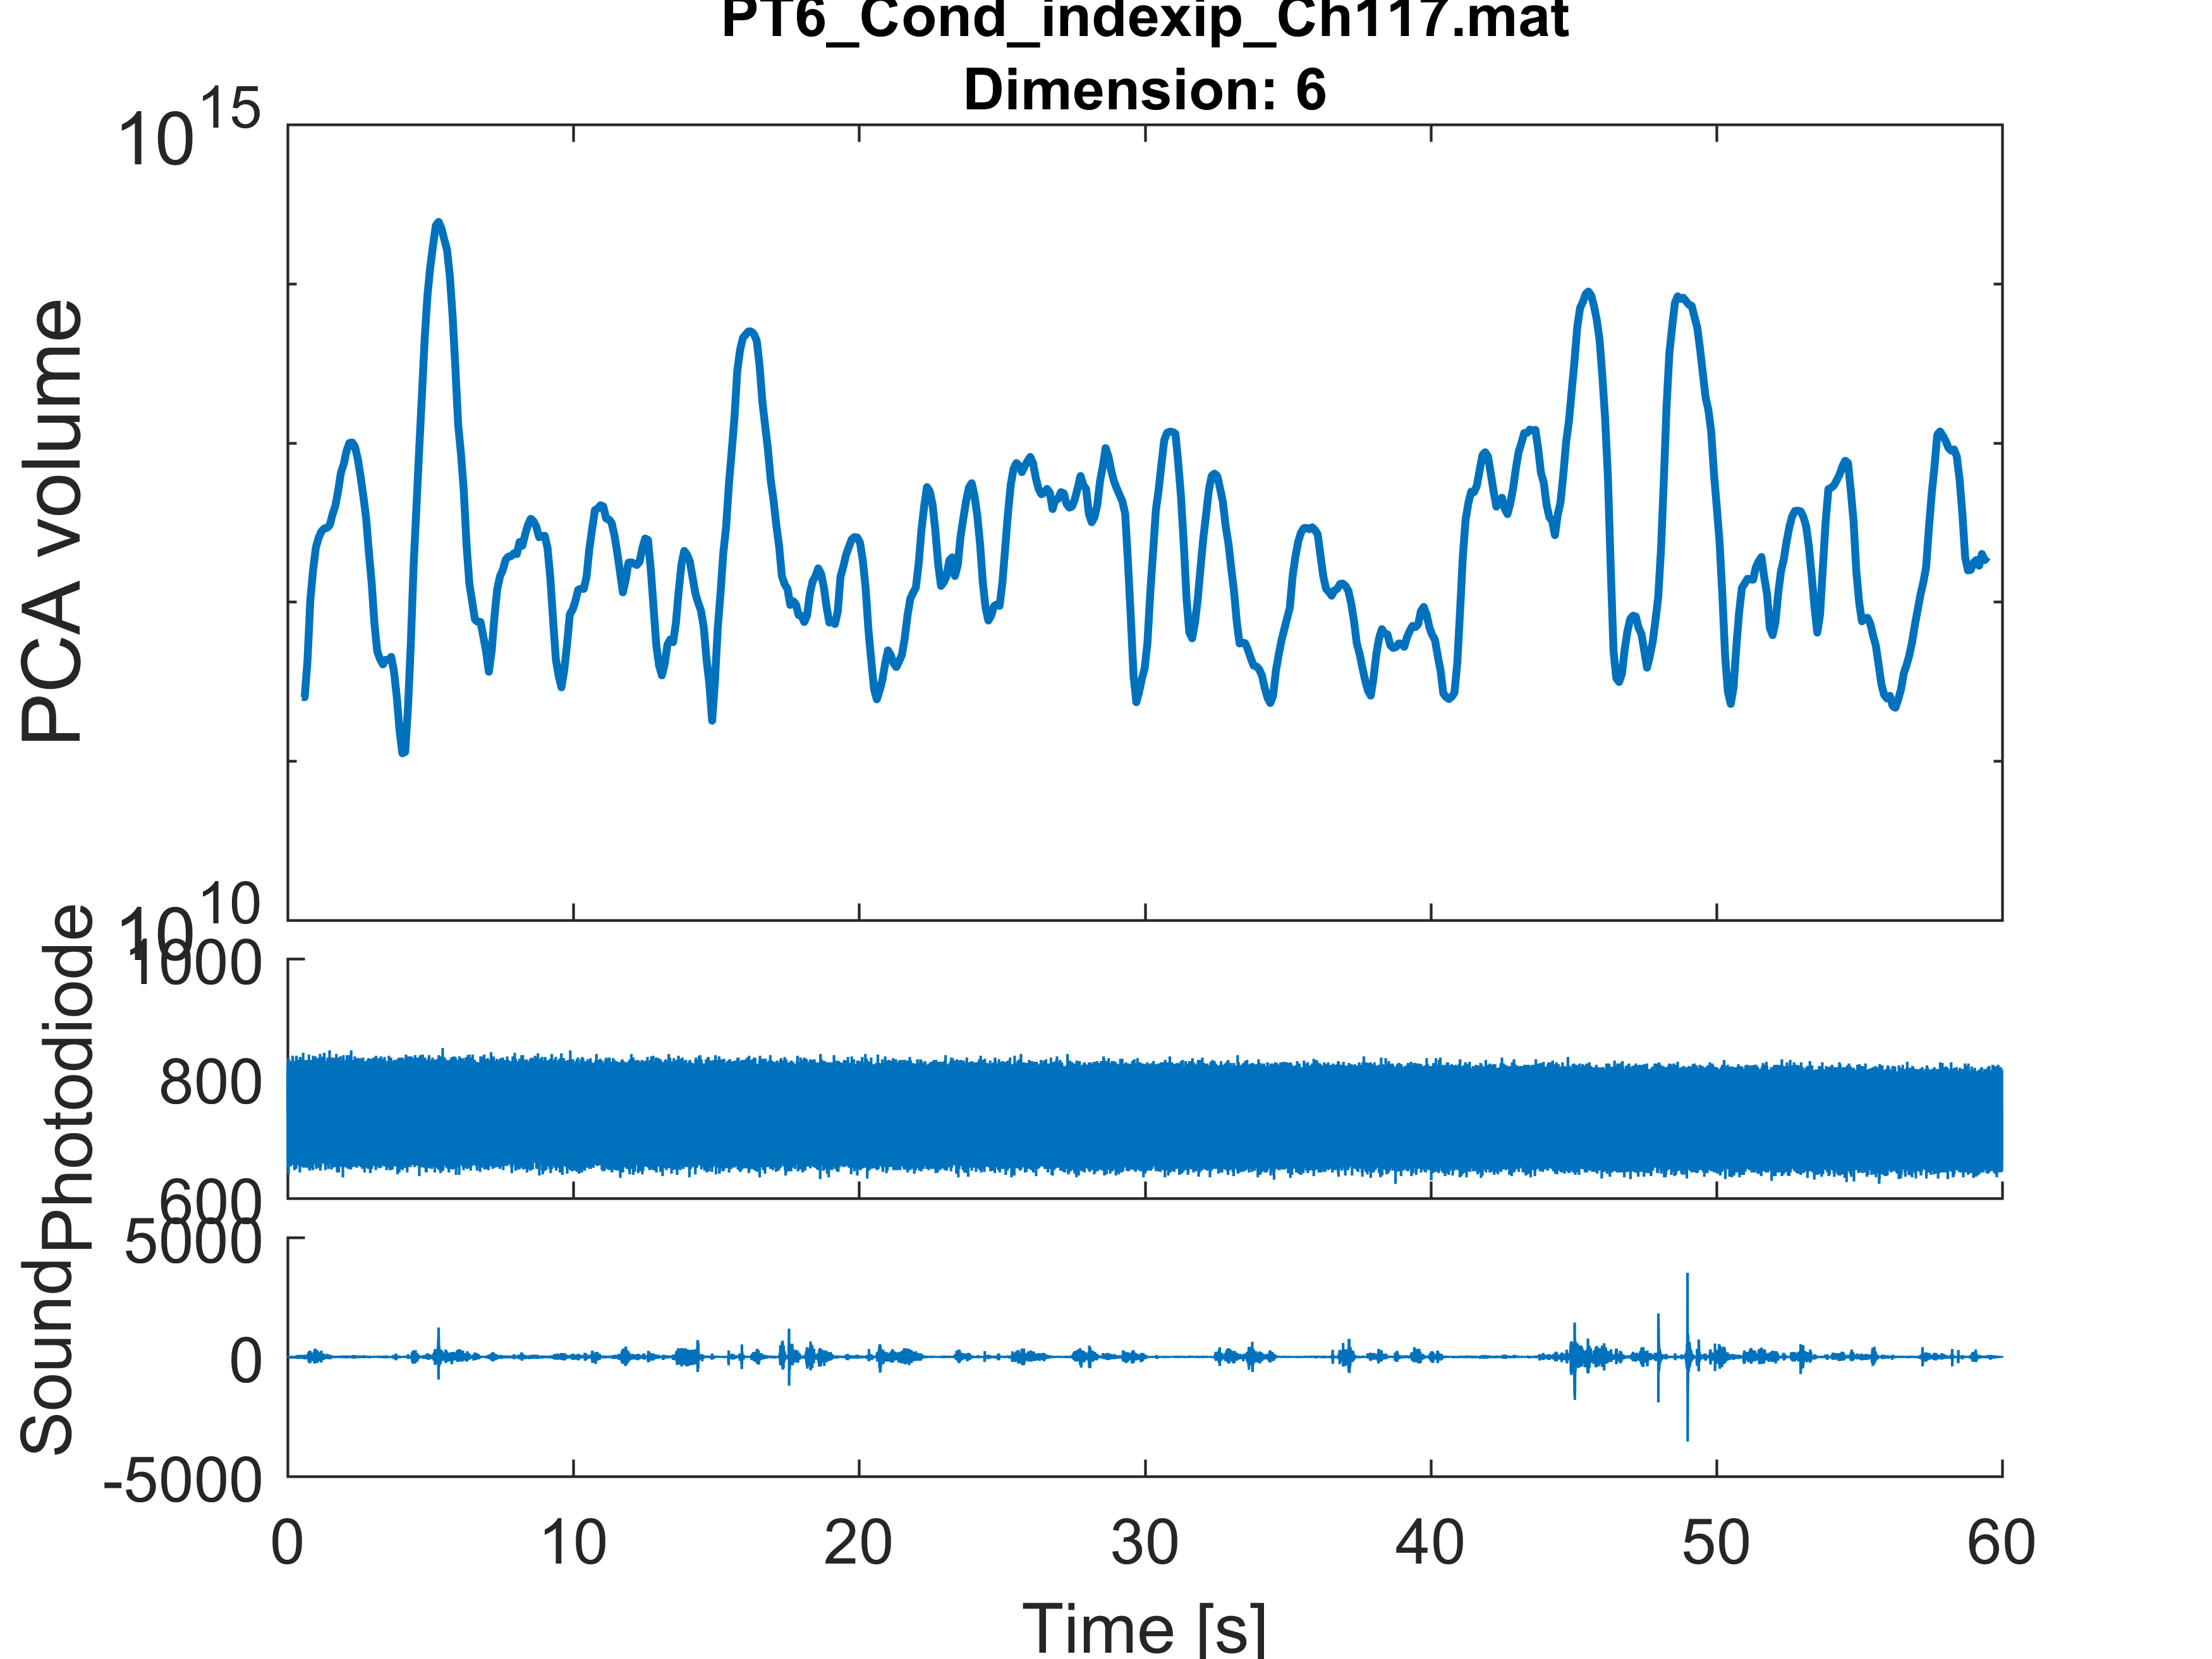 PT6_Cond_indexip_Ch117.mat
Dimension: 6
10^15
PCA volume
10^10
1000
800
600
Photodiode
5000
0
-5000
Sound
0 10 20 30 40 50 60
Time [s]